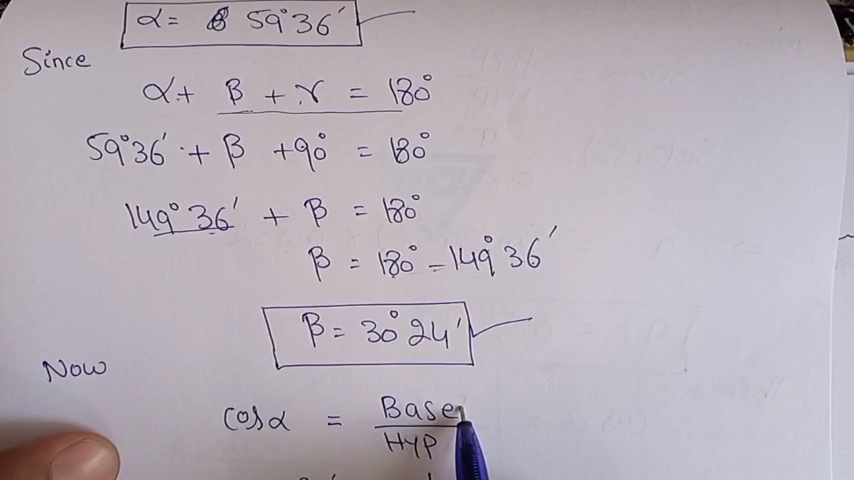 α = 59°36′
Since
α + β + γ = 180°
59°36′ + β + 90° = 180°
149°36′ + β = 180°
β = 180° - 149°36′
β = 30°24′
Now
cosα = Base / Hyp